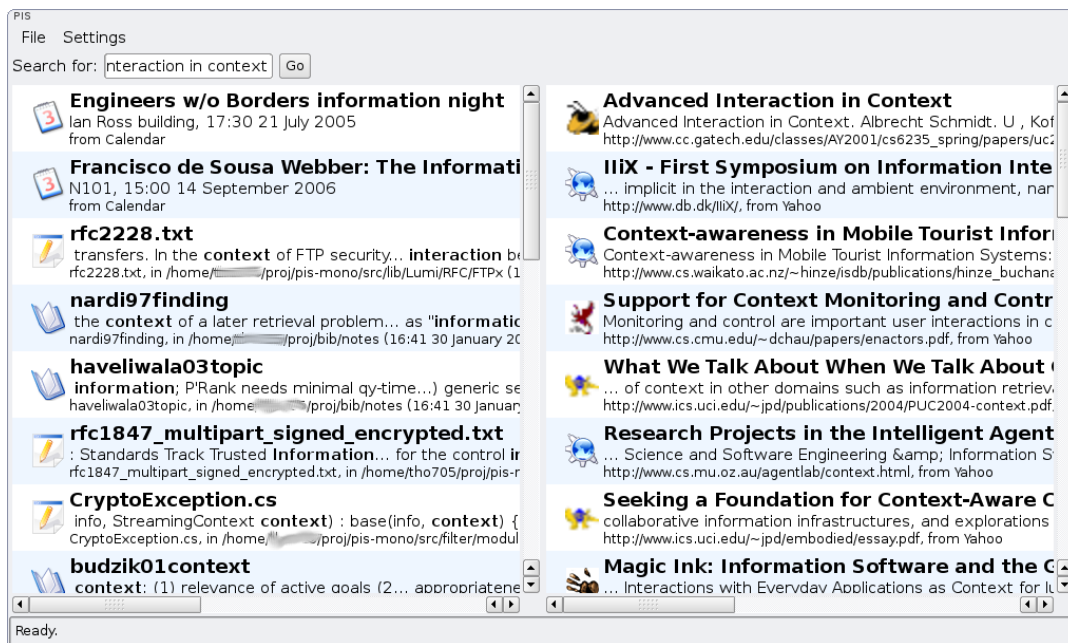 PIS
File Settings
Search for: nteraction in context Go
Engineers w/o Borders information night
Ian Ross building, 17:30 21 July 2005
from Calendar
Francisco de Sousa Webber: The Informati
N101, 15:00 14 September 2006
from Calendar
rfc2228.txt
transfers. In the context of FTP security... interaction be
rfc2228.txt, in /home/ /proj/pis-mono/src/lib/Lumi/RFC/FTPx (1
nardi97finding
the context of a later retrieval problem... as "informatic
nardi97finding, in /home/ /proj/bib/notes (16:41 30 January 20
haveliwala03topic
information; P'Rank needs minimal qy-time...) generic se
haveliwala03topic, in /home/ /proj/bib/notes (16:41 30 January
rfc1847_multipart_signed_encrypted.txt
: Standards Track Trusted Information... for the control in
rfc1847_multipart_signed_encrypted.txt, in /home/tho705/proj/pis-r
CryptoException.cs
info, StreamingContext context) : base(info, context) {
CryptoException.cs, in /home/ /proj/pis-mono/src/filter/modul
budzik01context
context: (1) relevance of active goals (2... appropriatene
Advanced Interaction in Context
Advanced Interaction in Context. Albrecht Schmidt. U , Kof
http://www.cc.gatech.edu/classes/AY2001/cs6235_spring/papers/uc2
IIiX - First Symposium on Information Inte
... implicit in the interaction and ambient environment, nar
http://www.db.dk/IIiX/, from Yahoo
Context-awareness in Mobile Tourist Infor
Context-awareness in Mobile Tourist Information Systems:
http://www.cs.waikato.ac.nz/~hinze/isdb/publications/hinze_buchana
Support for Context Monitoring and Contr
Monitoring and control are important user interactions in c
http://www.cs.cmu.edu/~dchau/papers/enactors.pdf, from Yahoo
What We Talk About When We Talk About
... of context in other domains such as information retrieva
http://www.ics.uci.edu/~jpd/publications/2004/PUC2004-context.pdf,
Research Projects in the Intelligent Agent
... Science and Software Engineering &amp; Information S
http://www.cs.mu.oz.au/agentlab/context.html, from Yahoo
Seeking a Foundation for Context-Aware C
collaborative information infrastructures, and explorations
http://www.ics.uci.edu/~jpd/embodied/essay.pdf, from Yahoo
Magic Ink: Information Software and the G
... Interactions with Everyday Applications as Context for Iu
Ready.